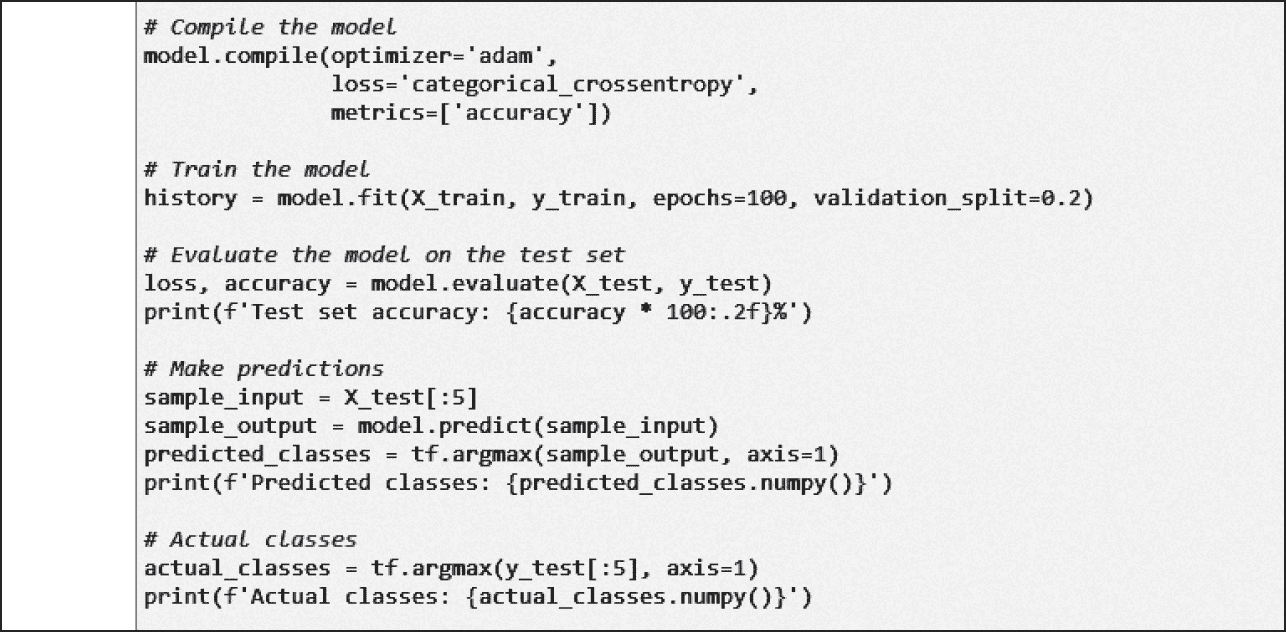 # Compile the model
model.compile(optimizer='adam',
              loss='categorical_crossentropy',
              metrics=['accuracy'])

# Train the model
history = model.fit(X_train, y_train, epochs=100, validation_split=0.2)

# Evaluate the model on the test set
loss, accuracy = model.evaluate(X_test, y_test)
print(f'Test set accuracy: {accuracy * 100:.2f}%')

# Make predictions
sample_input = X_test[:5]
sample_output = model.predict(sample_input)
predicted_classes = tf.argmax(sample_output, axis=1)
print(f'Predicted classes: {predicted_classes.numpy()}')

# Actual classes
actual_classes = tf.argmax(y_test[:5], axis=1)
print(f'Actual classes: {actual_classes.numpy()}')